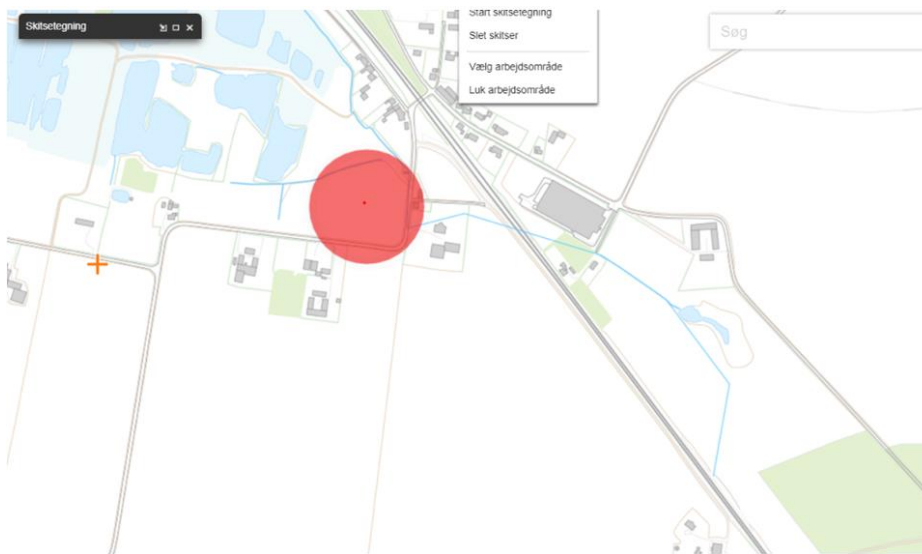 Skitsetegning
Start skitsetegning
Slet skitser
Vælg arbejdsområde
Luk arbejdsområde
Søg